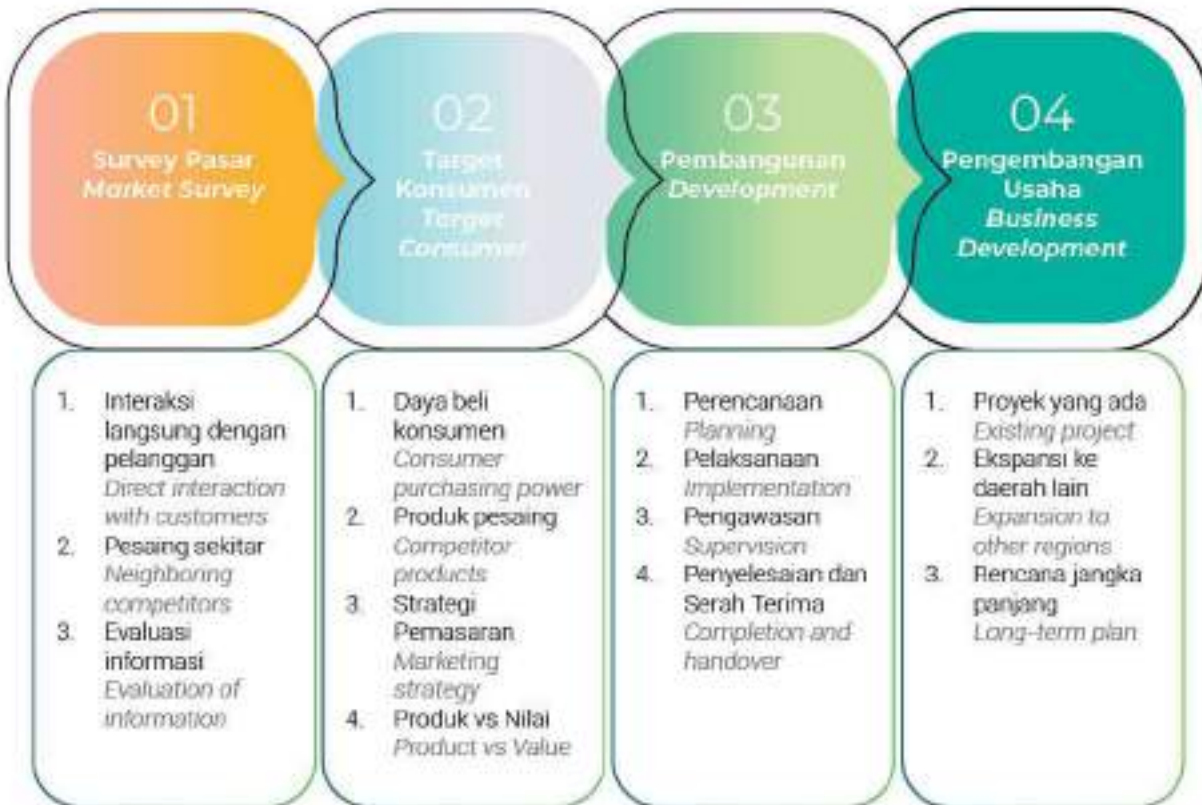 01
Survey Pasar
Market Survey
02
Target
Konsumen
Target
Consumer
03
Pembangunan
Development
04
Pengembangan
Usaha
Business
Development
1. Interaksi
langsung dengan
pelanggan
Direct interaction
with customers
2. Pesaing sekitar
Neighboring
competitors
3. Evaluasi
informasi
Evaluation of
information
1. Daya beli
konsumen
Consumer
purchasing power
2. Produk pesaing
Competitor
products
3. Strategi
Pemasaran
Marketing
strategy
4. Produk vs Nilai
Product vs Value
1. Perencanaan
Planning
2. Pelaksanaan
Implementation
3. Pengawasan
Supervision
4. Penyelesaian dan
Serah Terima
Completion and
handover
1. Proyek yang ada
Existing project
2. Ekspansi ke
daerah lain
Expansion to
other regions
3. Rencana jangka
panjang
Long-term plan